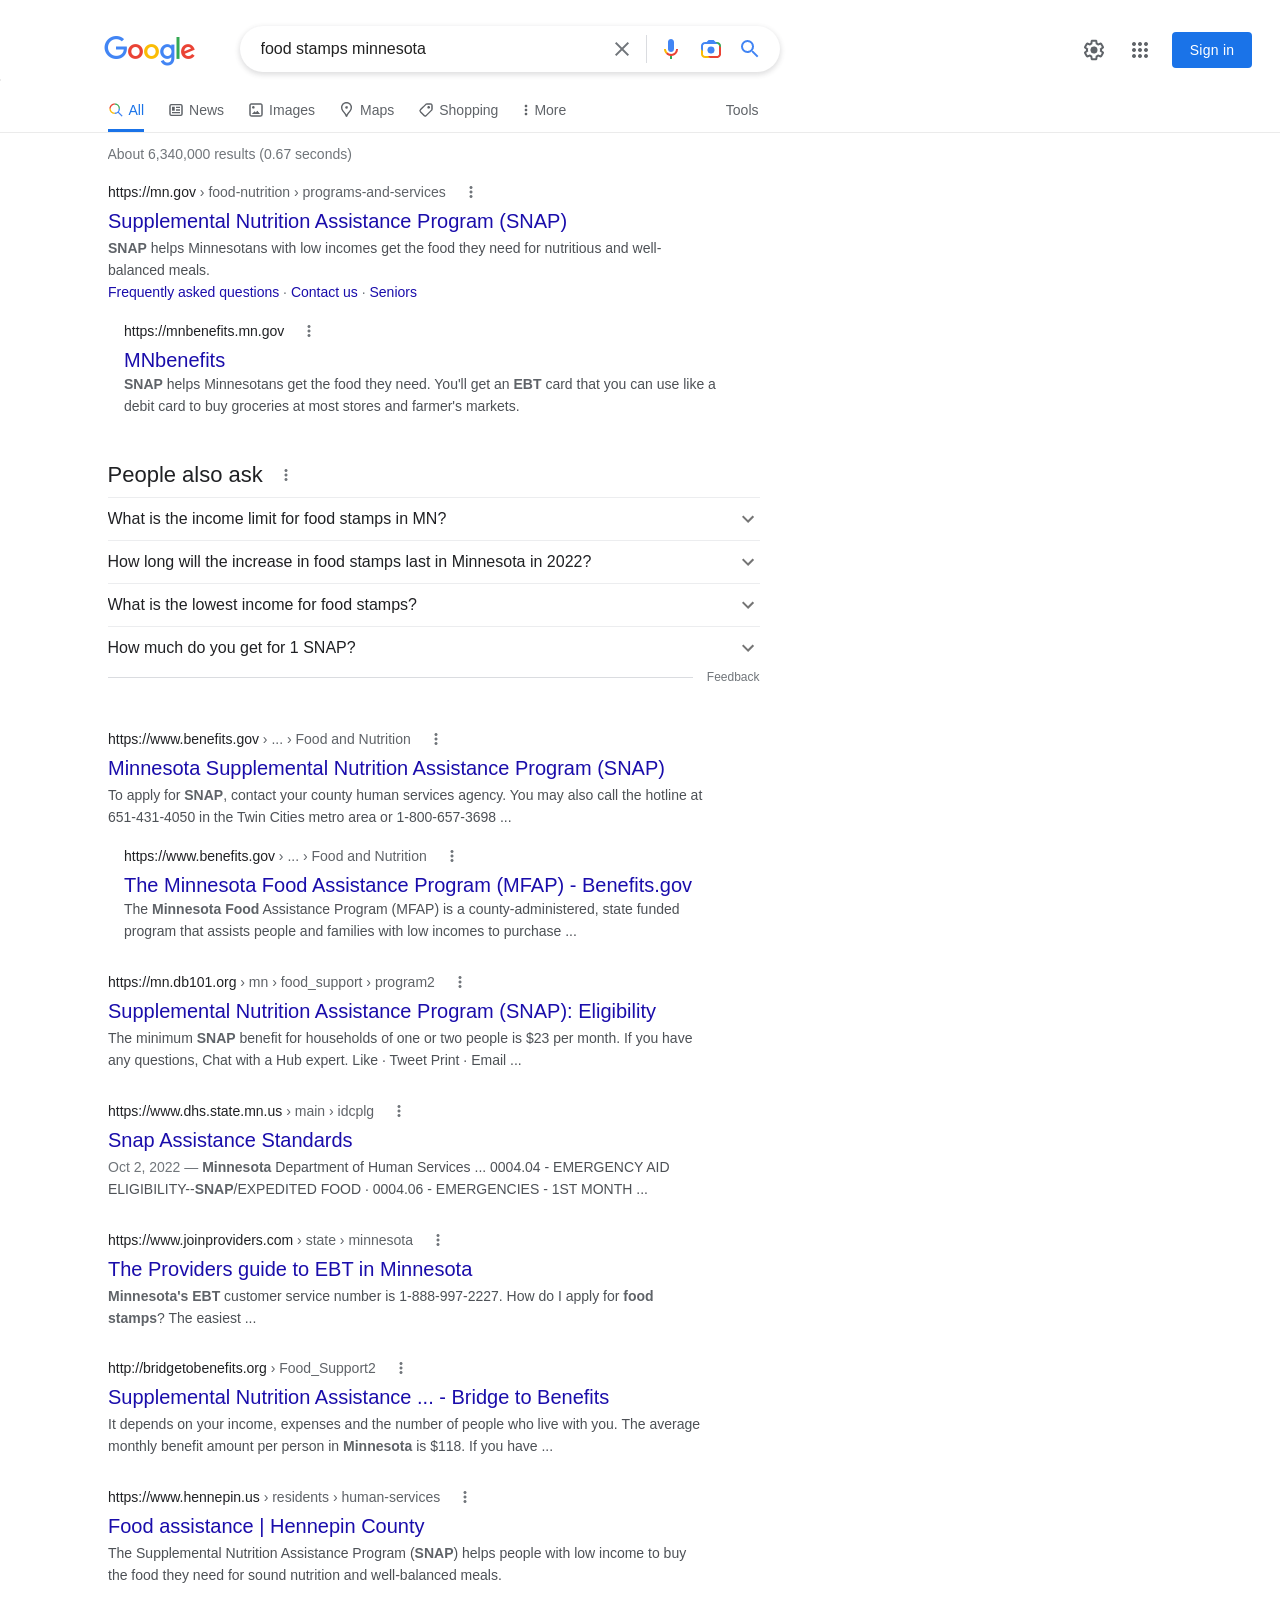 Google
food stamps minnesota
Sign in
All News Images Maps Shopping More Tools
About 6,340,000 results (0.67 seconds)
https://mn.gov › food-nutrition › programs-and-services
Supplemental Nutrition Assistance Program (SNAP)
SNAP helps Minnesotans with low incomes get the food they need for nutritious and well-
balanced meals.
Frequently asked questions · Contact us · Seniors
https://mnbenefits.mn.gov
MNbenefits
SNAP helps Minnesotans get the food they need. You'll get an EBT card that you can use like a
debit card to buy groceries at most stores and farmer's markets.
People also ask
What is the income limit for food stamps in MN?
How long will the increase in food stamps last in Minnesota in 2022?
What is the lowest income for food stamps?
How much do you get for 1 SNAP?
Feedback
https://www.benefits.gov › ... › Food and Nutrition
Minnesota Supplemental Nutrition Assistance Program (SNAP)
To apply for SNAP, contact your county human services agency. You may also call the hotline at
651-431-4050 in the Twin Cities metro area or 1-800-657-3698 ...
https://www.benefits.gov › ... › Food and Nutrition
The Minnesota Food Assistance Program (MFAP) - Benefits.gov
The Minnesota Food Assistance Program (MFAP) is a county-administered, state funded
program that assists people and families with low incomes to purchase ...
https://mn.db101.org › mn › food_support › program2
Supplemental Nutrition Assistance Program (SNAP): Eligibility
The minimum SNAP benefit for households of one or two people is $23 per month. If you have
any questions, Chat with a Hub expert. Like · Tweet Print · Email ...
https://www.dhs.state.mn.us › main › idcplg
Snap Assistance Standards
Oct 2, 2022 — Minnesota Department of Human Services ... 0004.04 - EMERGENCY AID
ELIGIBILITY--SNAP/EXPEDITED FOOD · 0004.06 - EMERGENCIES - 1ST MONTH ...
https://www.joinproviders.com › state › minnesota
The Providers guide to EBT in Minnesota
Minnesota's EBT customer service number is 1-888-997-2227. How do I apply for food
stamps? The easiest ...
http://bridgetobenefits.org › Food_Support2
Supplemental Nutrition Assistance ... - Bridge to Benefits
It depends on your income, expenses and the number of people who live with you. The average
monthly benefit amount per person in Minnesota is $118. If you have ...
https://www.hennepin.us › residents › human-services
Food assistance | Hennepin County
The Supplemental Nutrition Assistance Program (SNAP) helps people with low income to buy
the food they need for sound nutrition and well-balanced meals.